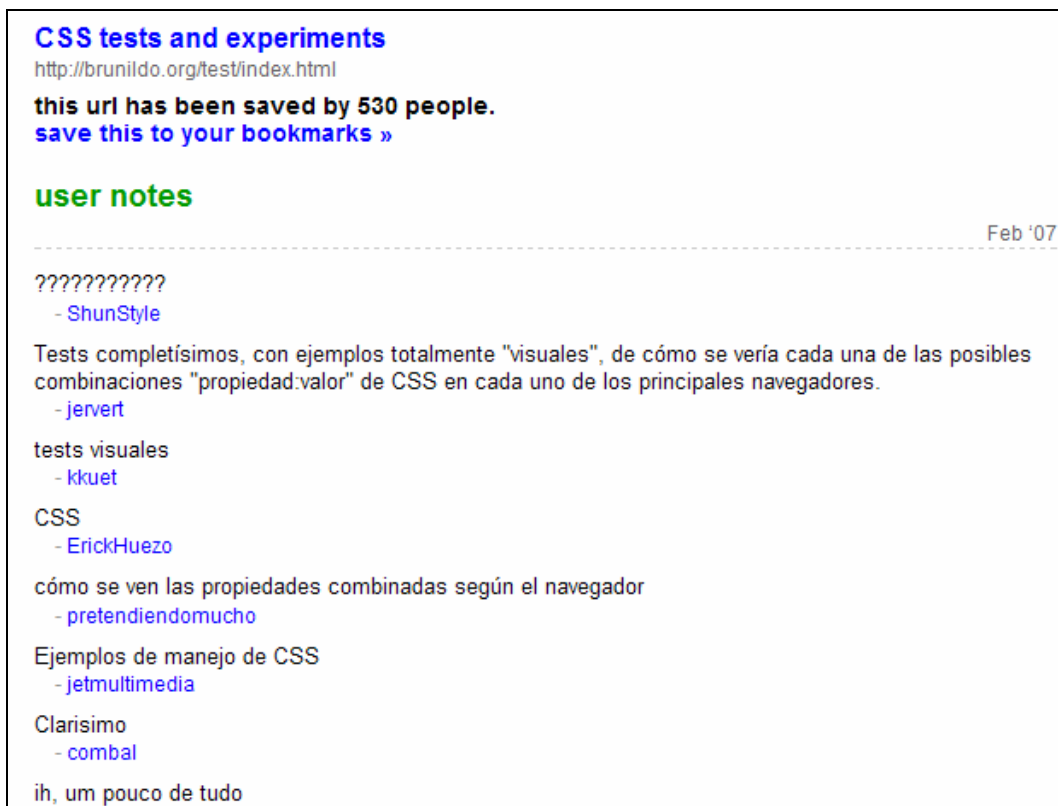 CSS tests and experiments
http://brunildo.org/test/index.html
this url has been saved by 530 people.
save this to your bookmarks »
user notes
Feb ‘07
???????????
- ShunStyle
Tests completísimos, con ejemplos totalmente "visuales", de cómo se vería cada una de las posibles
combinaciones "propiedad:valor" de CSS en cada uno de los principales navegadores.
- jervert
tests visuales
- kkuet
CSS
- ErickHuezo
cómo se ven las propiedades combinadas según el navegador
- pretendiendomucho
Ejemplos de manejo de CSS
- jetmultimedia
Clarisimo
- combal
ih, um pouco de tudo